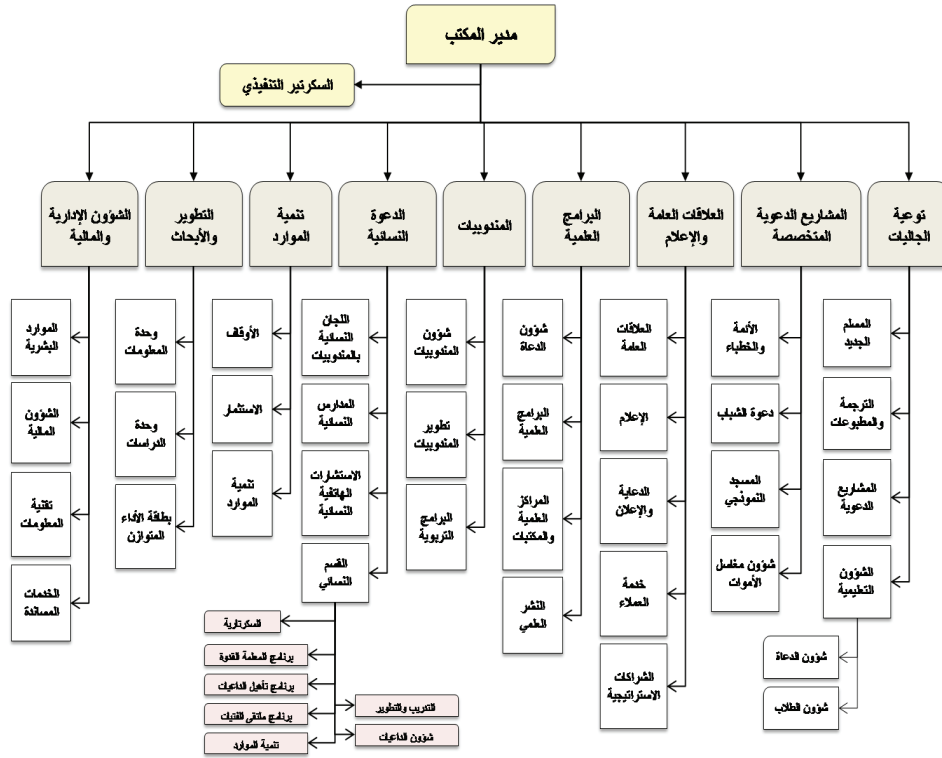 مدير المكتب
السكرتير التنفيذي
توعية
الجاليات
المشاريع الدعوية
المتخصصة
العلاقات العامة
والإعلام
البرامج
العلمية
المندوبيات
الدعوة
النسائية
تنمية
الموارد
التطوير
والأبحاث
الشؤون الإدارية
والمالية
المسلم
الجديد
الترجمة
والمطبوعات
المشاريع
الدعوية
الشؤون
التعليمية
شؤون الدعاة
شؤون الطلاب
الأئمة
والخطباء
دعوة الشباب
المسجد
النموذجي
شؤون مغاسل
الأموات
العلاقات
العامة
الإعلام
الدعاية
والإعلان
خدمة
العملاء
الشراكات
الاستراتيجية
شؤون
الدعاة
البرامج
العلمية
المراكز
العلمية
والمكتبات
النشر
العلمي
شؤون
المندوبيات
تطوير
المندوبيات
البرامج
التربوية
اللجان
النسائية
بالمندوبيات
المدارس
النسائية
الاستشارات
الهاتفية
النسائية
القسم
النسائي
السكرتارية
برنامج المعلمة القدوة
برنامج تأهيل الداعيات
برنامج ملتقى الفتيات
تنمية الموارد
التدريب والتطوير
شؤون الداعيات
الأوقاف
الاستثمار
تنمية
الموارد
وحدة
المعلومات
وحدة
الدراسات
بطاقة الأداء
المتوازن
الموارد
البشرية
الشؤون
المالية
تقنية
المعلومات
الخدمات
المساندة